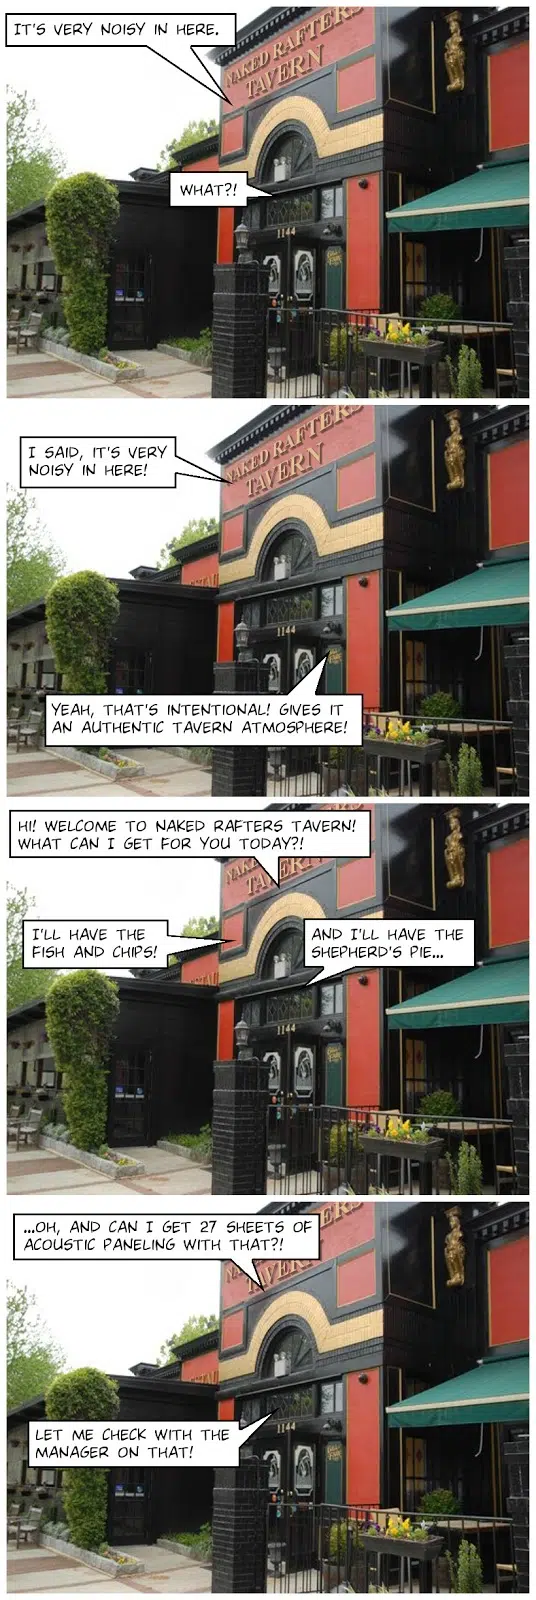 IT'S VERY NOISY IN HERE.
NAKED RAFTERS
TAVERN
WHAT?!
1144
I SAID, IT'S VERY
NOISY IN HERE!
NAKED RAFTERS
TAVERN
1144
YEAH, THAT'S INTENTIONAL! GIVES IT
AN AUTHENTIC TAVERN ATMOSPHERE!
HI! WELCOME TO NAKED RAFTERS TAVERN!
WHAT CAN I GET FOR YOU TODAY?!
I'LL HAVE THE
FISH AND CHIPS!
AND I'LL HAVE THE
SHEPHERD'S PIE...
1144
...OH, AND CAN I GET 27 SHEETS OF
ACOUSTIC PANELING WITH THAT?!
LET ME CHECK WITH THE
MANAGER ON THAT!
1144